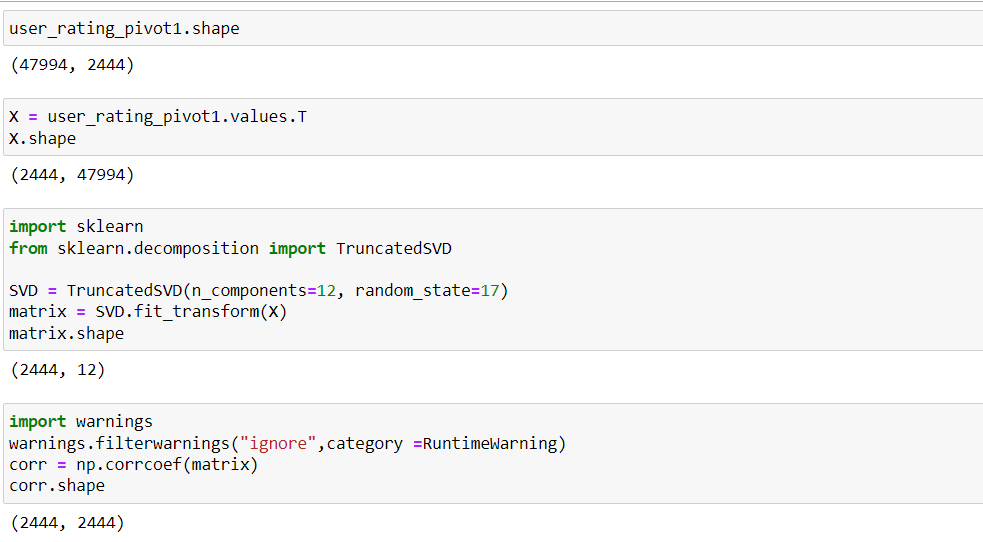 user_rating_pivot1.shape
(47994, 2444)
X = user_rating_pivot1.values.T
X.shape
(2444, 47994)
import sklearn
from sklearn.decomposition import TruncatedSVD
SVD = TruncatedSVD(n_components=12, random_state=17)
matrix = SVD.fit_transform(X)
matrix.shape
(2444, 12)
import warnings
warnings.filterwarnings("ignore",category =RuntimeWarning)
corr = np.corrcoef(matrix)
corr.shape
(2444, 2444)